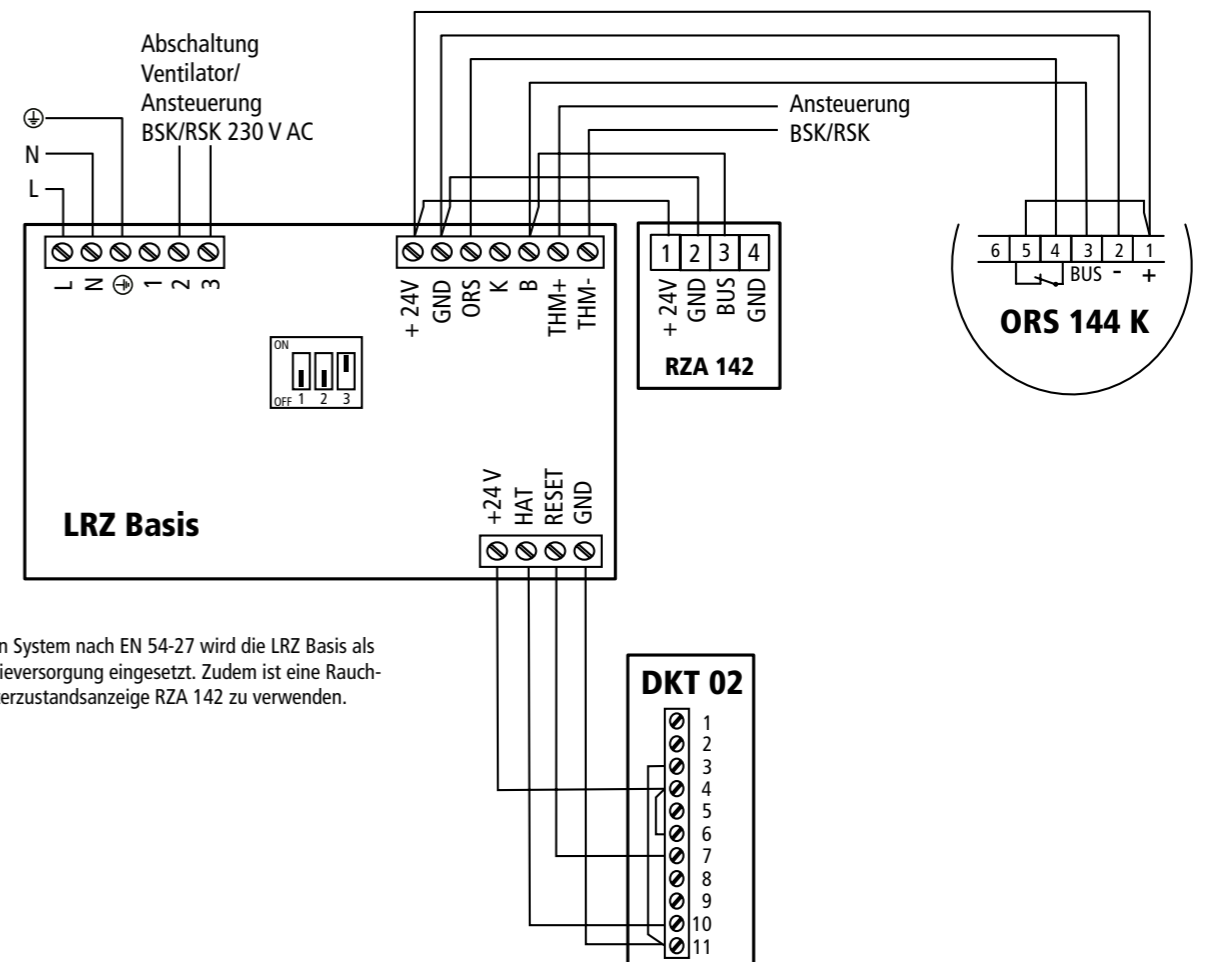 Abschaltung
Ventilator/
Ansteuerung
BSK/RSK 230 V AC
N
L
Ansteuerung
BSK/RSK
L N 1 2 3
+ 24V GND ORS K B THM+ THM-
1 2 3 4
+ 24V GND BUS GND
RZA 142
6 5 4 3 2 1
BUS - +
ORS 144 K
ON
OFF 1 2 3
LRZ Basis
+24 V HAT RESET GND
n System nach EN 54-27 wird die LRZ Basis als
ieversorgung eingesetzt. Zudem ist eine Rauch-
erzustandsanzeige RZA 142 zu verwenden.
DKT 02
1
2
3
4
5
6
7
8
9
10
11